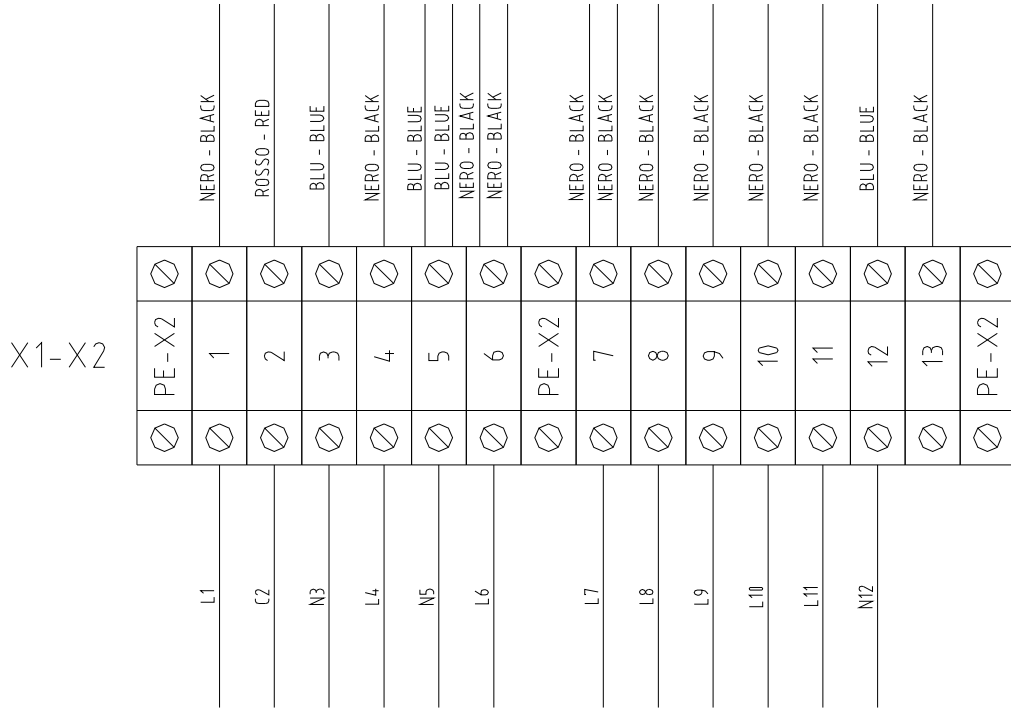 NERO - BLACK
ROSSO - RED
BLU - BLUE
NERO - BLACK
BLU - BLUE
BLU - BLUE
NERO - BLACK
NERO - BLACK
NERO - BLACK
NERO - BLACK
NERO - BLACK
NERO - BLACK
NERO - BLACK
NERO - BLACK
BLU - BLUE
NERO - BLACK
X1-X2
PE-X2
1
2
3
4
5
6
PE-X2
7
8
9
10
11
12
13
PE-X2
L1
C2
N3
L4
N5
L6
L7
L8
L9
L10
L11
N12